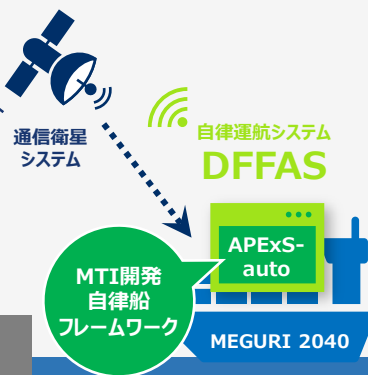 通信衛星
システム
自律運航システム
DFFAS
APExS-
auto
MTI開発
自律船
フレームワーク
MEGURI 2040